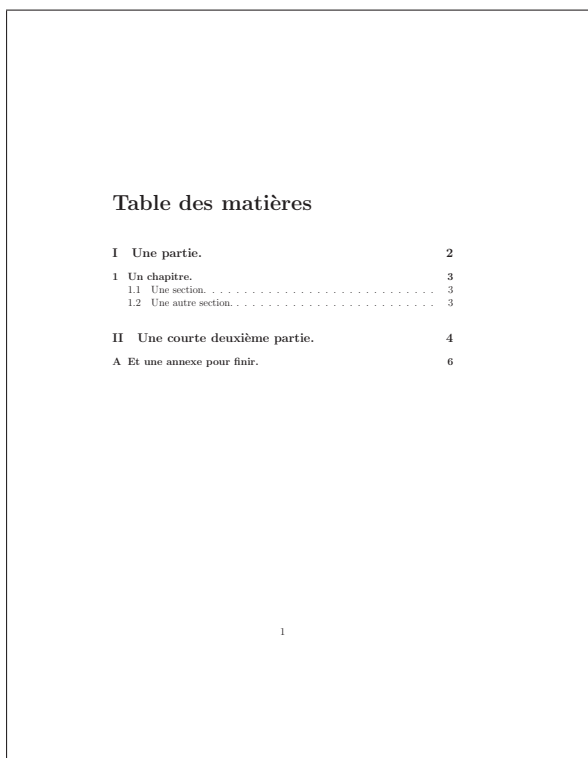 Table des matières
I Une partie. 2
1 Un chapitre. 3
1.1 Une section. . . . . . . . . . . . . . . . . . . . . . . . . . . . . 3
1.2 Une autre section. . . . . . . . . . . . . . . . . . . . . . . . . . 3
II Une courte deuxième partie. 4
A Et une annexe pour finir. 6
1